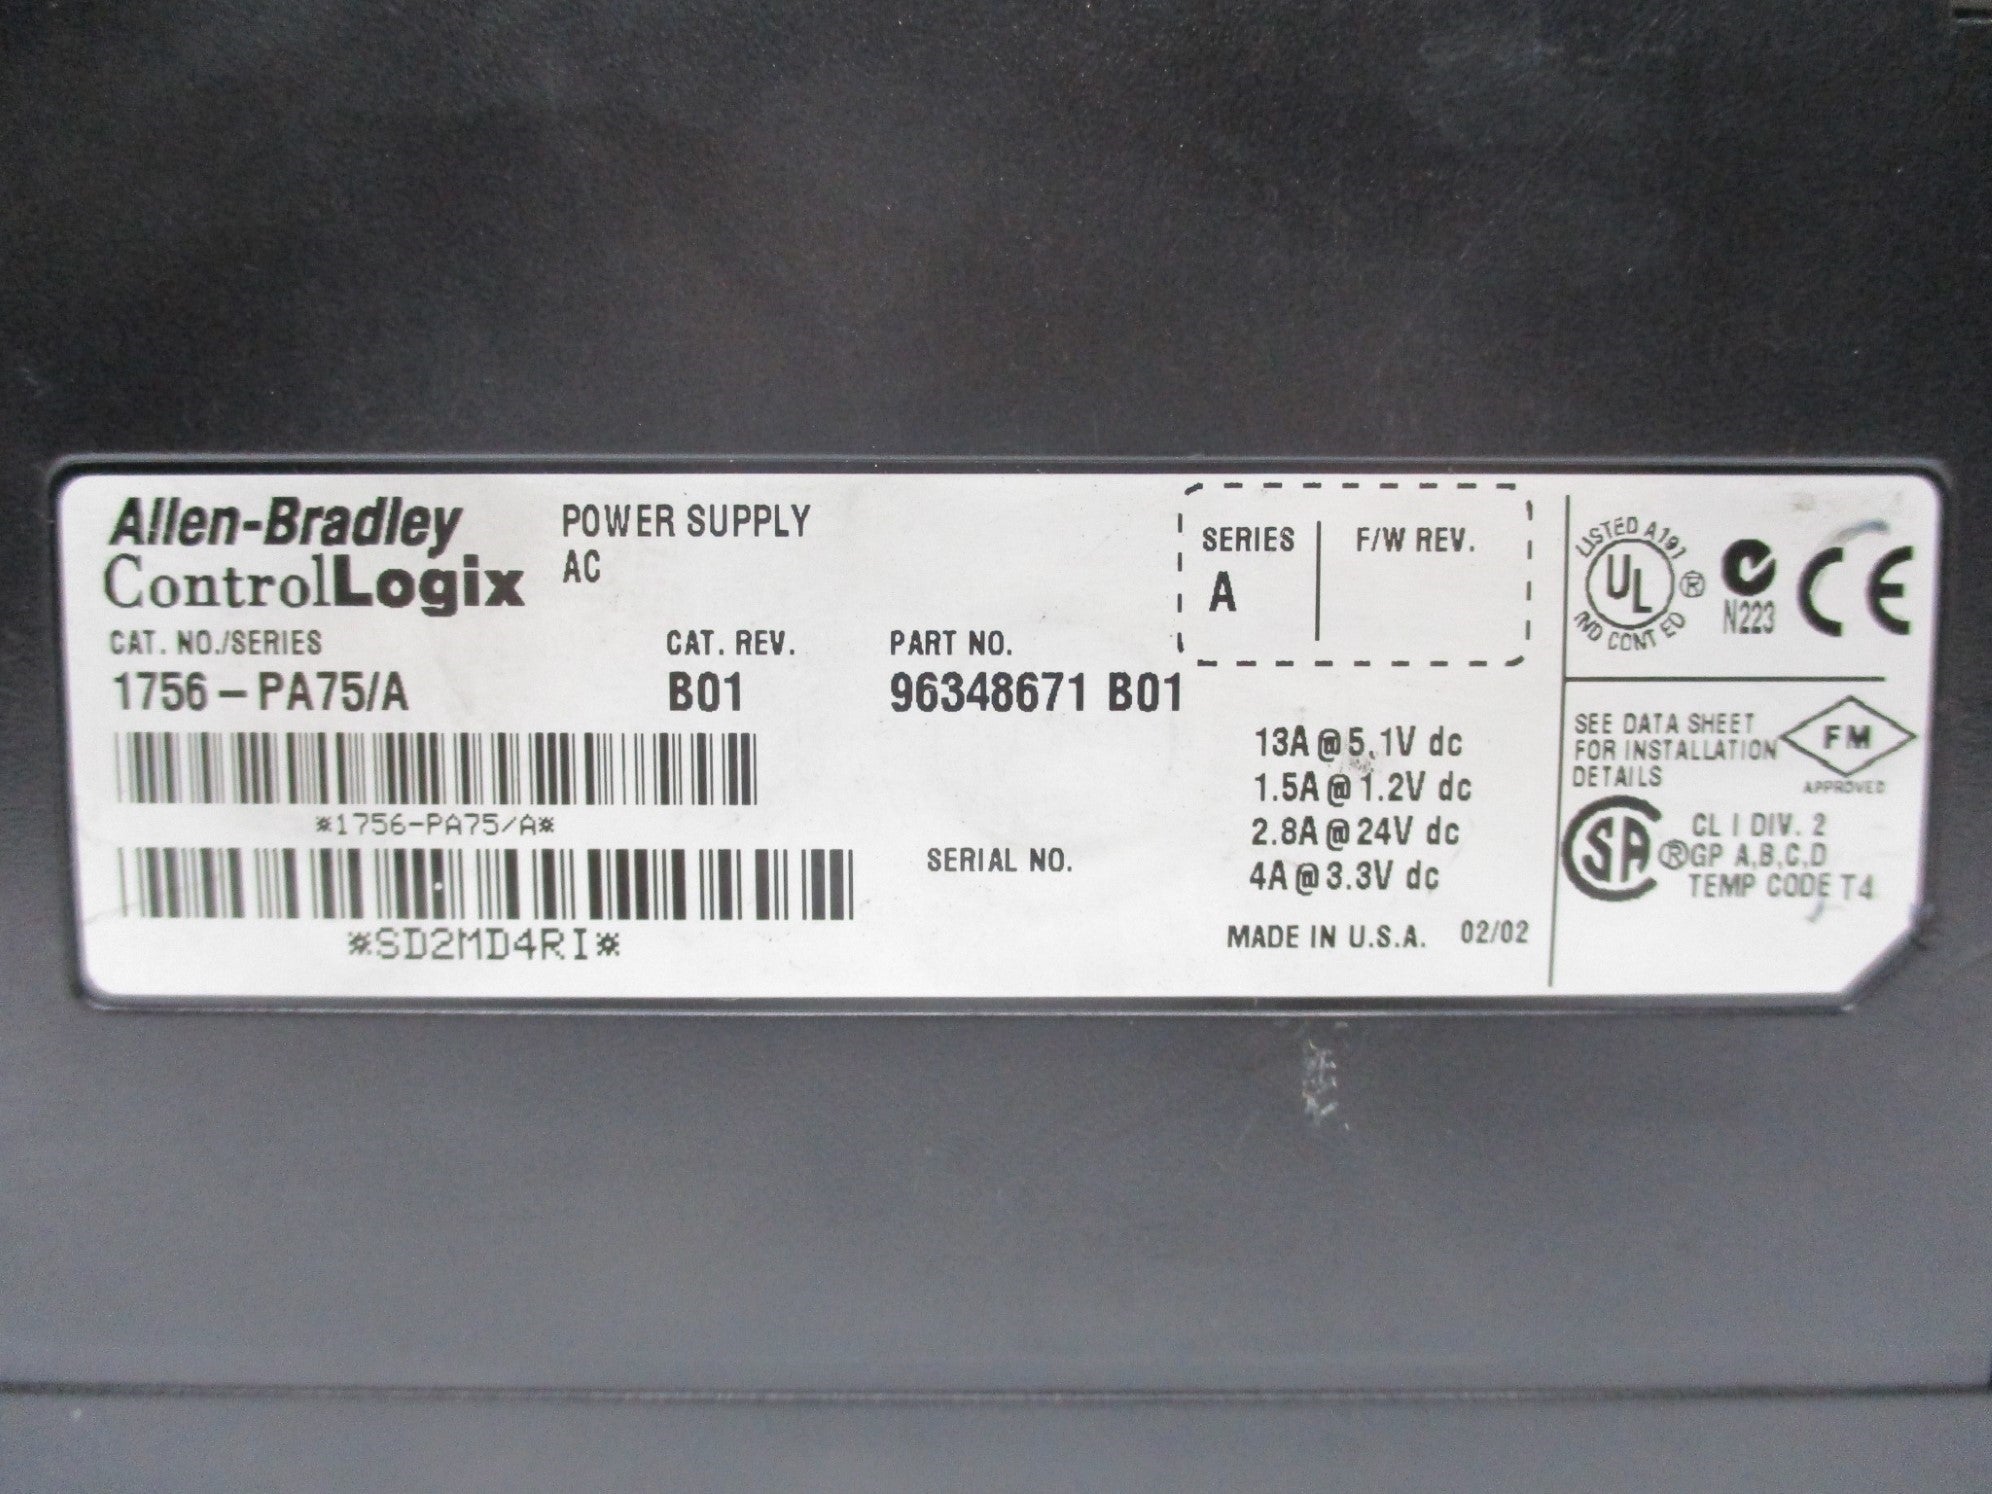 Allen-Bradley
ControlLogix
POWER SUPPLY
AC
CAT. NO./SERIES
1756-PA75/A
CAT. REV.
B01
PART NO.
96348671 B01
*1756-PA75/A*
*SD2MD4RI*
SERIAL NO.
SERIES
A
F/W REV.
13A@5.1V dc
1.5A@1.2V dc
2.8A@24V dc
4A@3.3V dc
MADE IN U.S.A. 02/02
LISTED A197
UL ®
IND CONT EQ
N223
CE
SEE DATA SHEET
FOR INSTALLATION
DETAILS
FM
APPROVED
SA ®
CL I DIV. 2
GP A,B,C,D
TEMP CODE T4